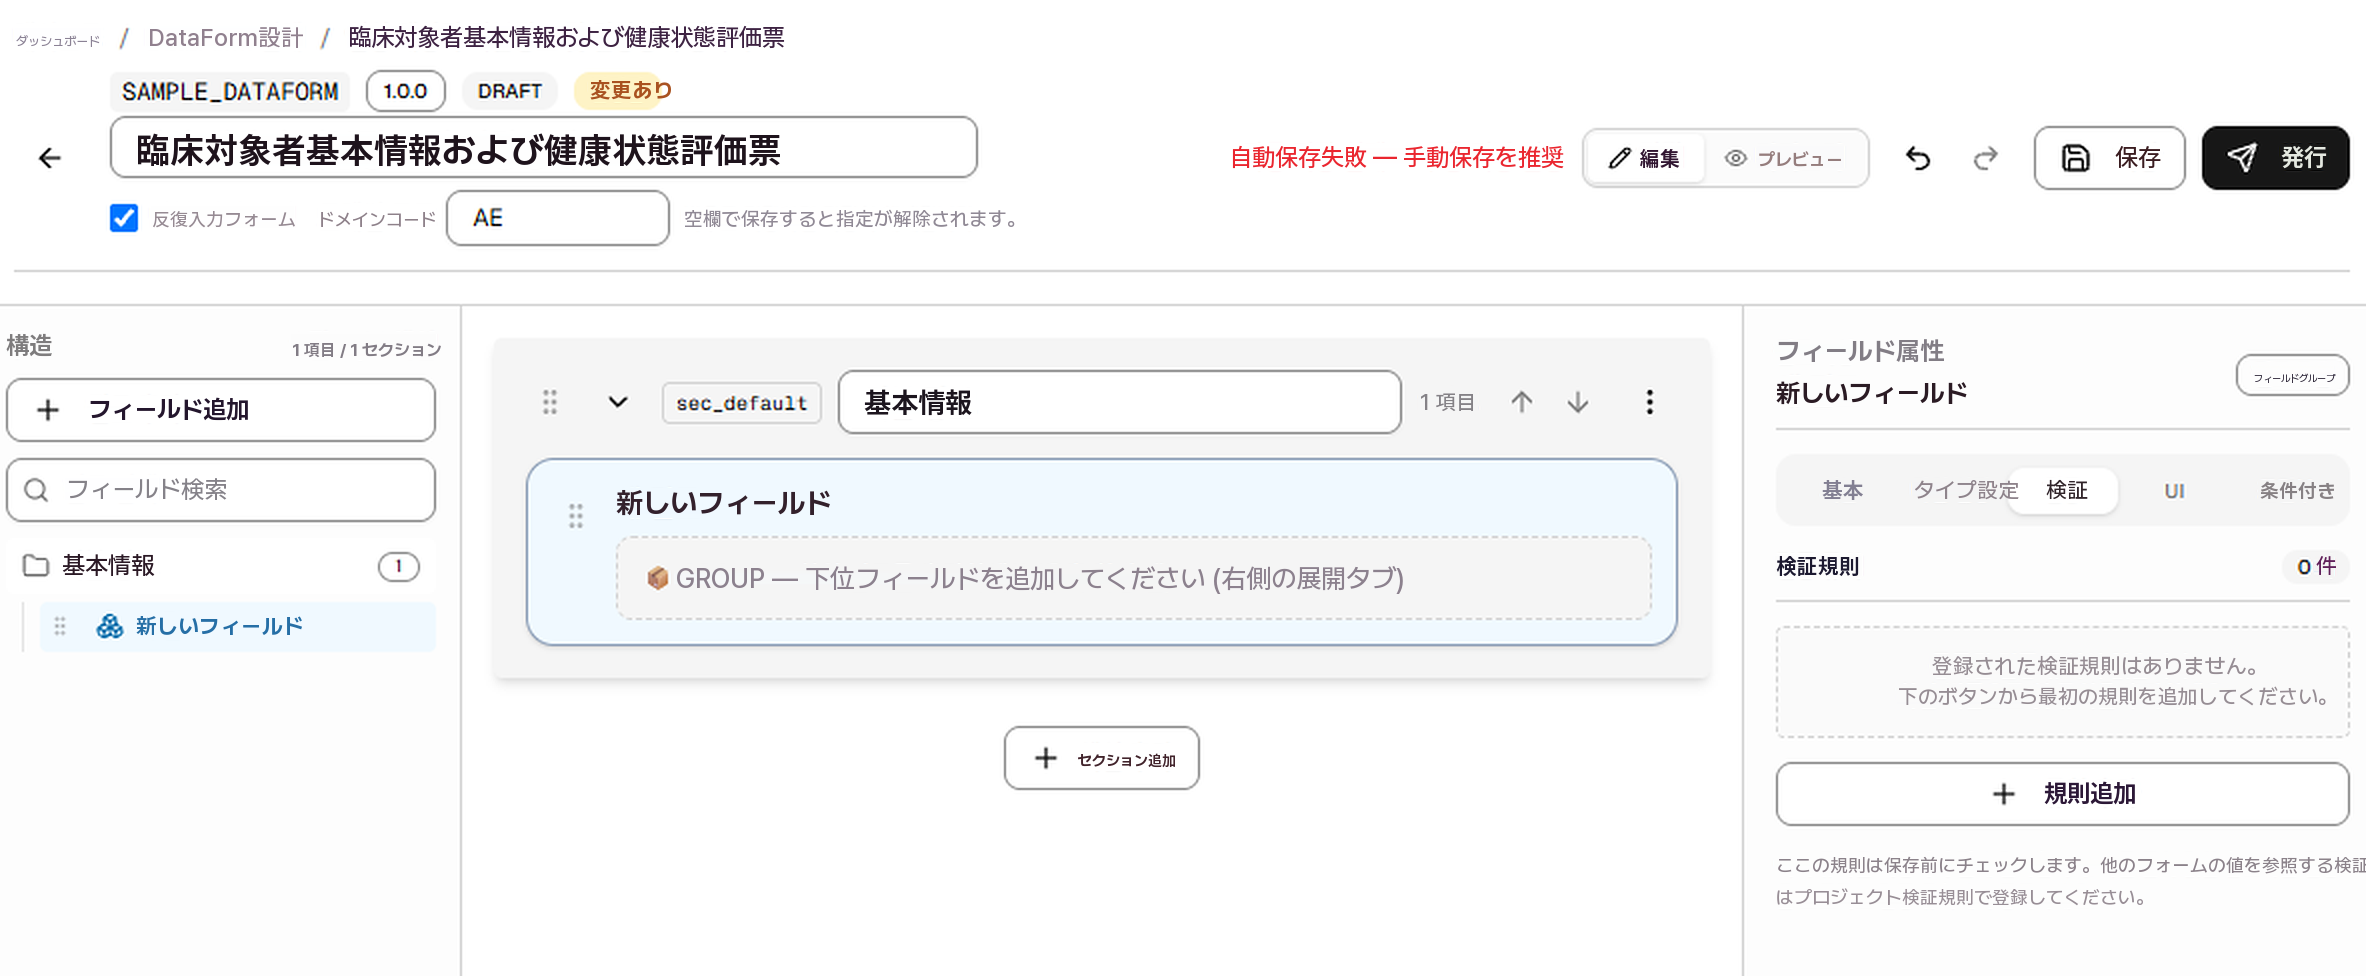 ダッシュボード / DataForm設計 / 臨床対象者基本情報および健康状態評価票
SAMPLE_DATAFORM 1.0.0 DRAFT 変更あり
臨床対象者基本情報および健康状態評価票
自動保存失敗 — 手動保存を推奨 編集 プレビュー 保存 発行
反復入力フォーム ドメインコード AE 空欄で保存すると指定が解除されます。
構造 1項目 / 1セクション
フィールド追加
フィールド検索
基本情報 1
新しいフィールド
sec_default 基本情報 1 項目
新しいフィールド
GROUP — 下位フィールドを追加してください (右側の展開タブ)
セクション追加
フィールド属性
新しいフィールド
フィールドグループ
基本 タイプ設定 検証 UI 条件付き
検証規則 0 件
登録された検証規則はありません。
下のボタンから最初の規則を追加してください。
規則追加
ここの規則は保存前にチェックします。他のフォームの値を参照する検証
はプロジェクト検証規則で登録してください。